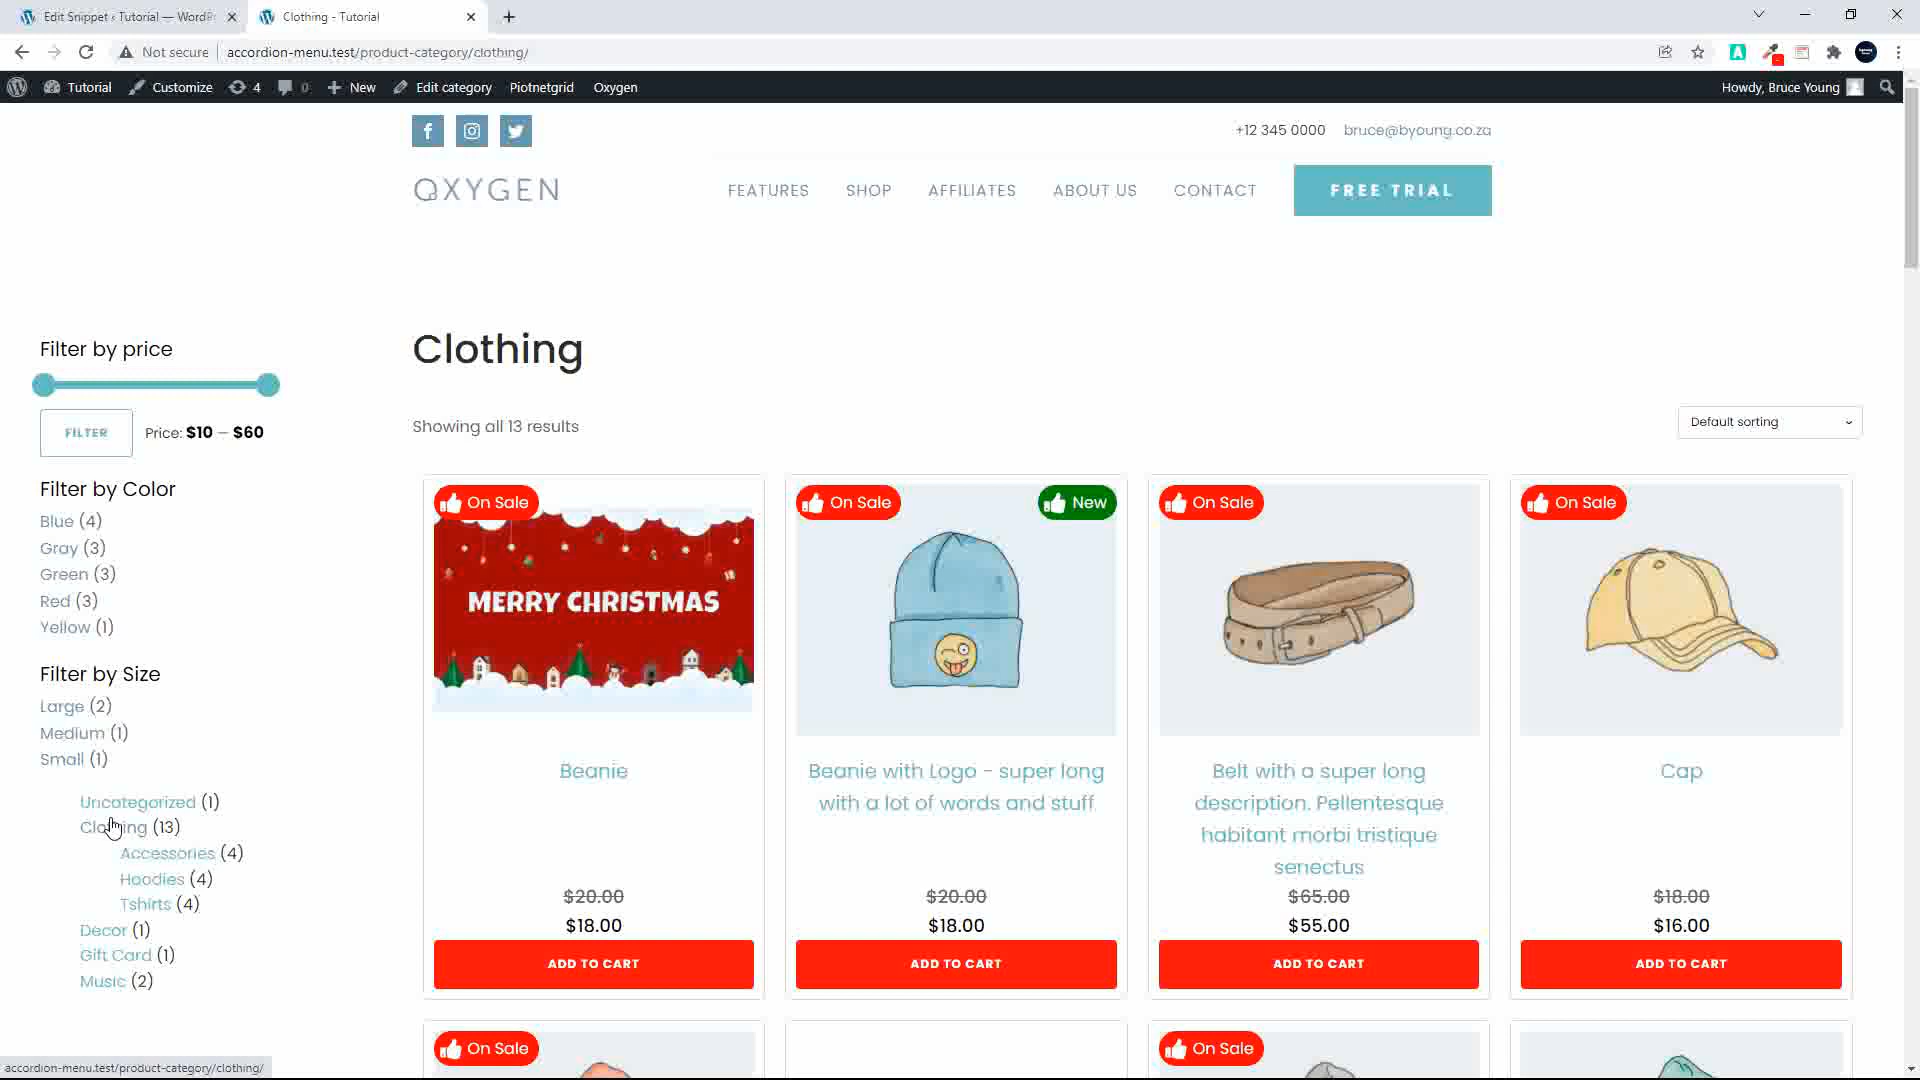 Edit Snippet ‹ Tutorial — WordPr
Clothing - Tutorial
Not secure
accordion-menu.test/product-category/clothing/
Tutorial
Customize
4
0
New
Edit category
Piotnetgrid
Oxygen
Howdy, Bruce Young
+12 345 0000
bruce@byoung.co.za
OXYGEN
FEATURES
SHOP
AFFILIATES
ABOUT US
CONTACT
FREE TRIAL
Filter by price
FILTER
Price: $10 — $60
Filter by Color
Blue (4)
Gray (3)
Green (3)
Red (3)
Yellow (1)
Filter by Size
Large (2)
Medium (1)
Small (1)
Uncategorized (1)
Clothing (13)
Accessories (4)
Hoodies (4)
Tshirts (4)
Decor (1)
Gift Card (1)
Music (2)
Clothing
Showing all 13 results
Default sorting
On Sale
MERRY CHRISTMAS
Beanie
$20.00
$18.00
ADD TO CART
On Sale
New
Beanie with Logo - super long
with a lot of words and stuff
$20.00
$18.00
ADD TO CART
On Sale
Belt with a super long
description. Pellentesque
habitant morbi tristique
senectus
$65.00
$55.00
ADD TO CART
On Sale
Cap
$18.00
$16.00
ADD TO CART
On Sale
On Sale
accordion-menu.test/product-category/clothing/